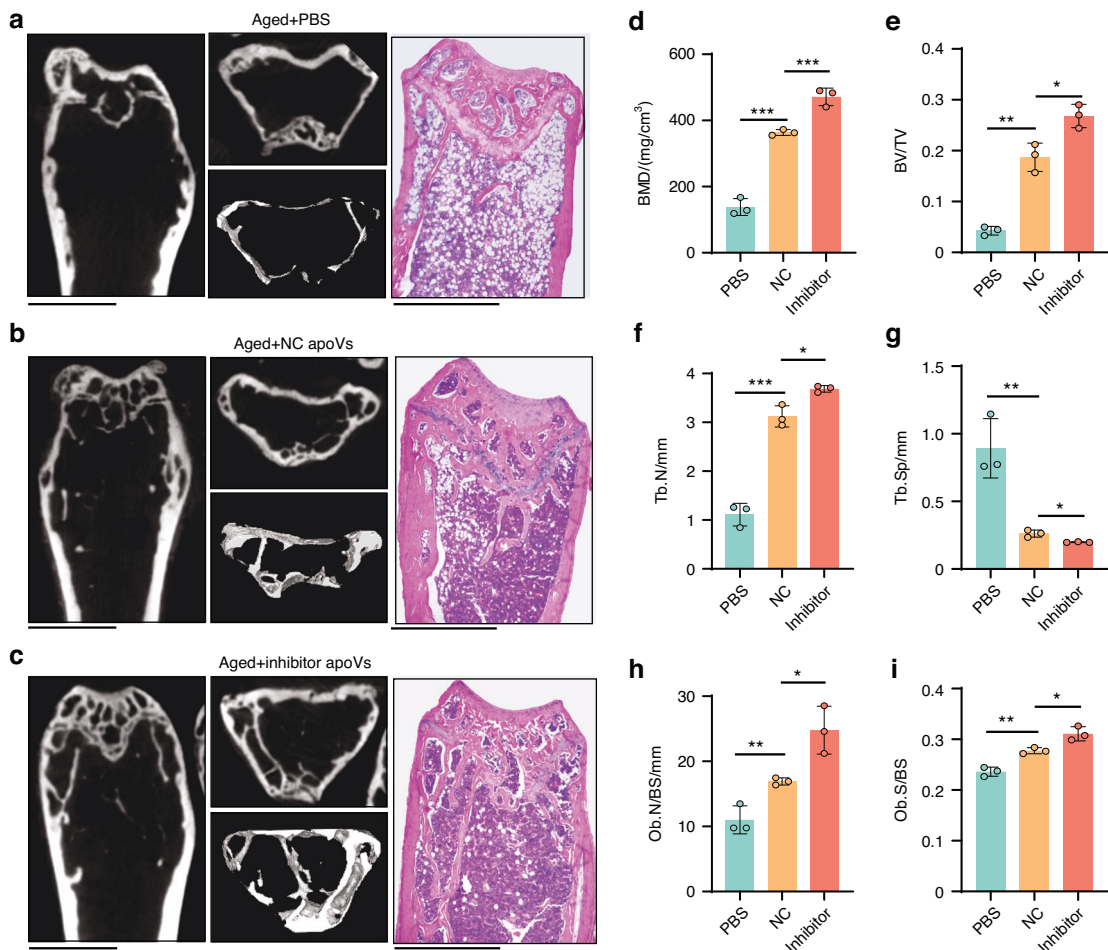 a
Aged+PBS
b
Aged+NC apoVs
c
Aged+inhibitor apoVs
d
BMD/(mg/cm³)
600
400
200
0
***
***
PBS
NC
Inhibitor
e
BV/TV
0.4
0.3
0.2
0.1
0
**
*
PBS
NC
Inhibitor
f
Tb.N/mm
4
3
2
1
0
***
*
PBS
NC
Inhibitor
g
Tb.Sp/mm
1.5
1.0
0.5
0
**
*
PBS
NC
Inhibitor
h
Ob.N/BS/mm
30
20
10
0
**
*
PBS
NC
Inhibitor
i
Ob.S/BS
0.4
0.3
0.2
0.1
0
**
*
PBS
NC
Inhibitor